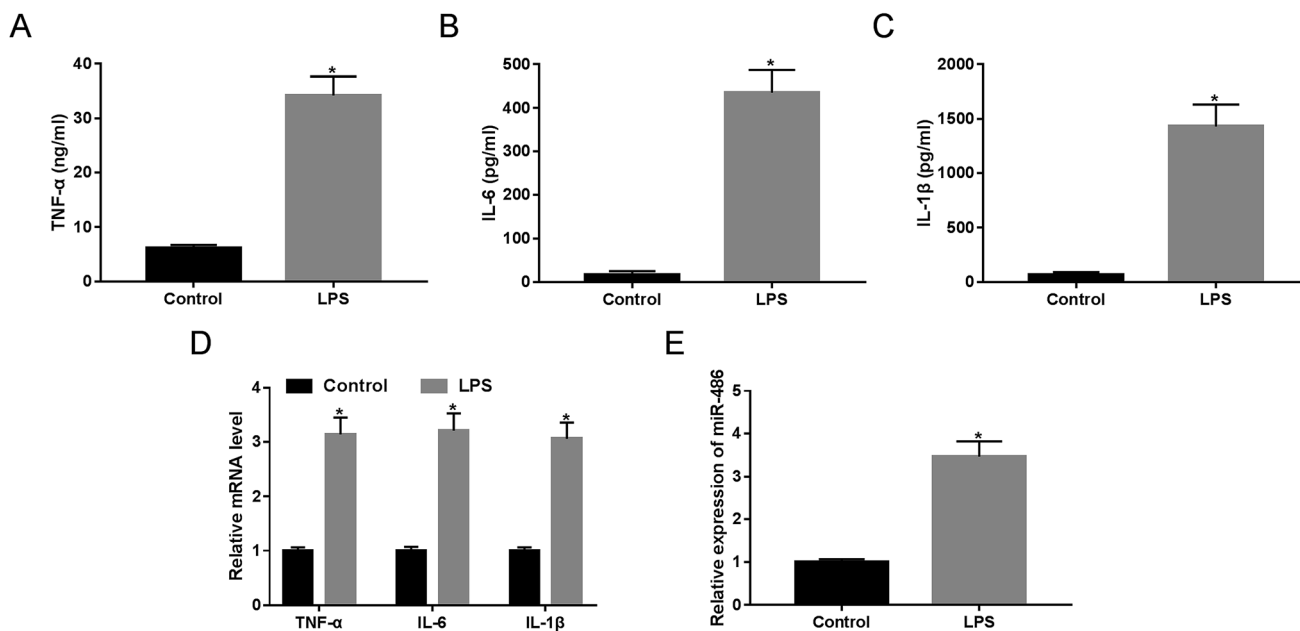 A
TNF-α (ng/ml)
40
30
20
10
0
*
Control LPS
B
IL-6 (pg/ml)
500
400
300
200
100
0
*
Control LPS
C
IL-1β (pg/ml)
2000
1500
1000
500
0
*
Control LPS
D
Relative mRNA level
Control LPS
4
3
2
1
0
* * *
TNF-α IL-6 IL-1β
E
Relative expression of miR-486
5
4
3
2
1
0
*
Control LPS